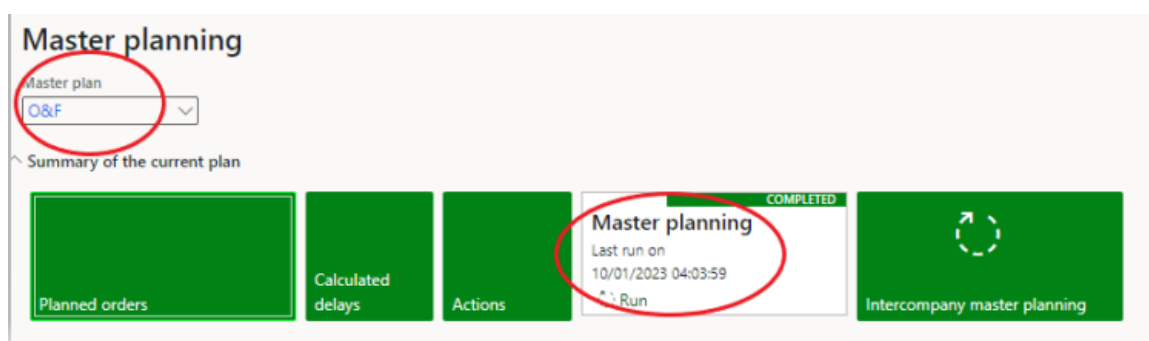 Master planning
Master plan
O&F
Summary of the current plan
Planned orders
Calculated
delays
Actions
COMPLETED
Master planning
Last run on
10/01/2023 04:03:59
Run
Intercompany master planning